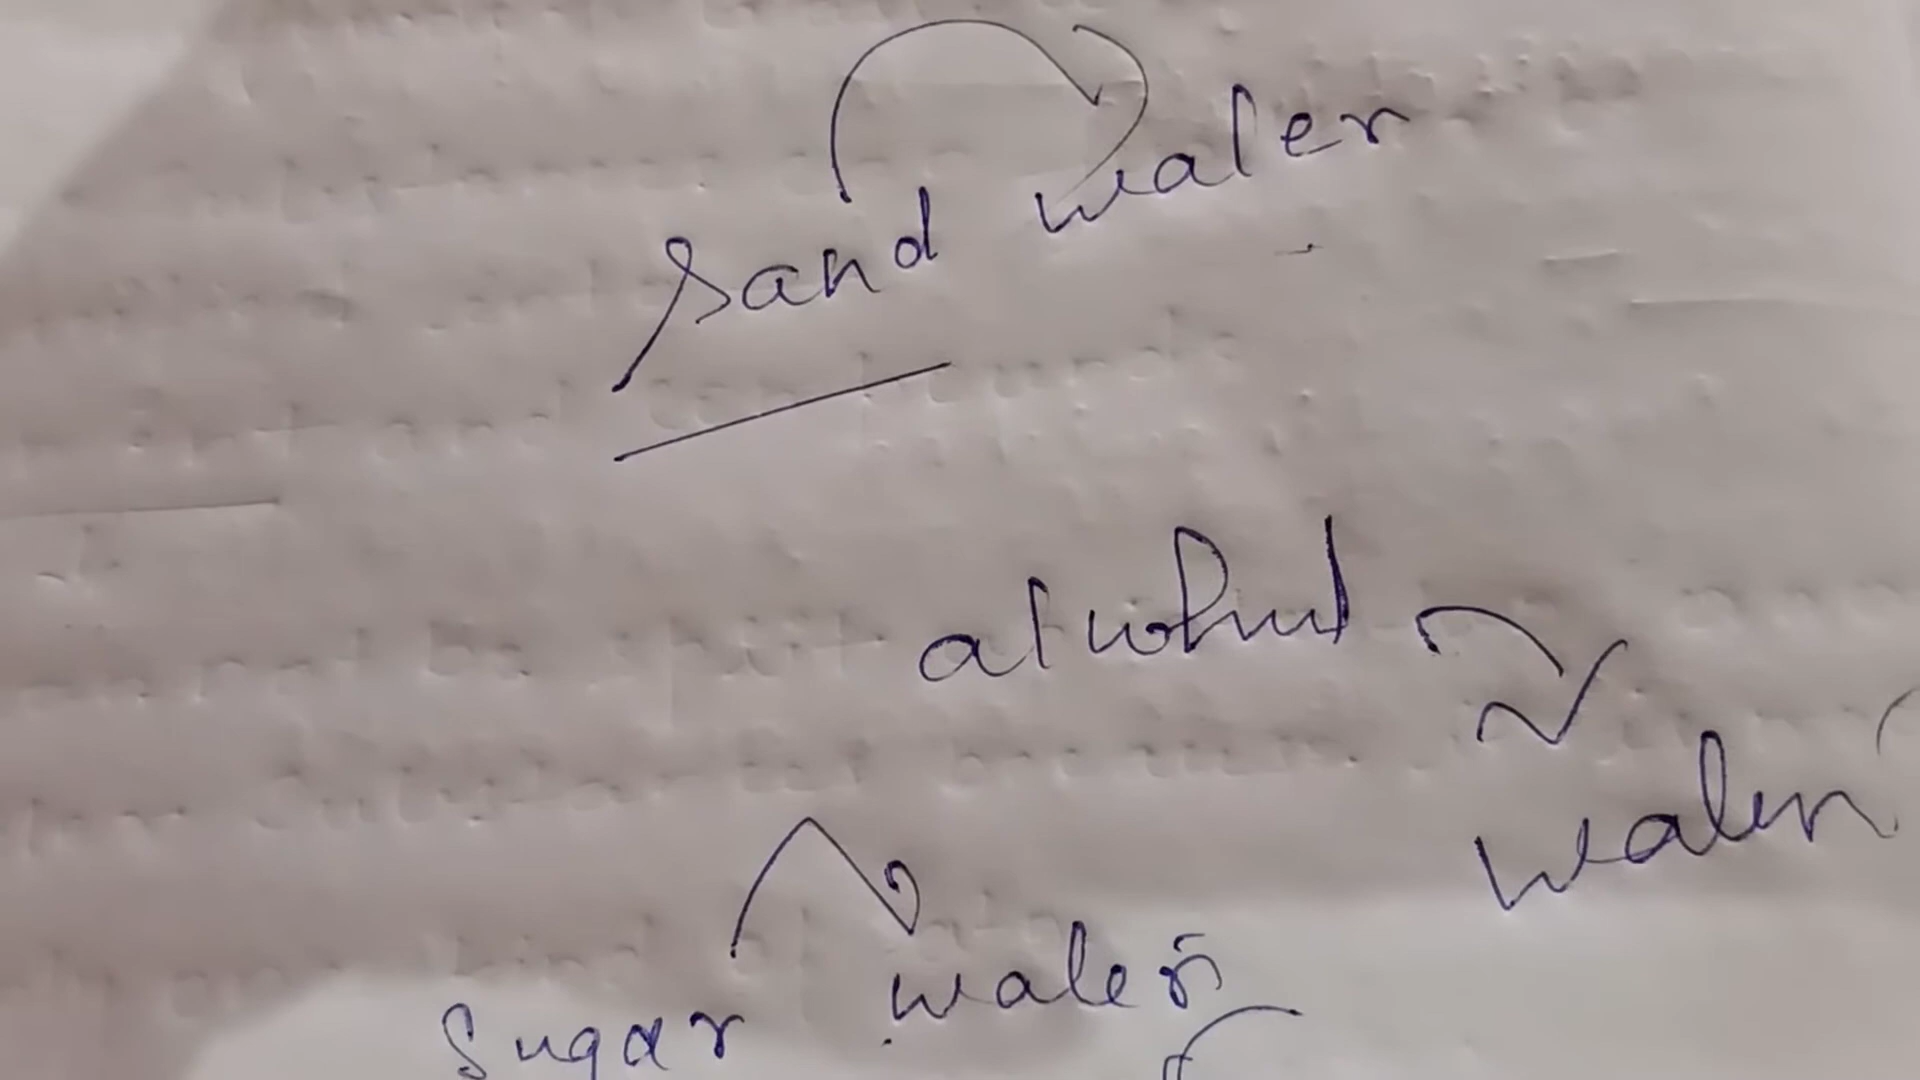 sand water
alcohol
water
sugar water